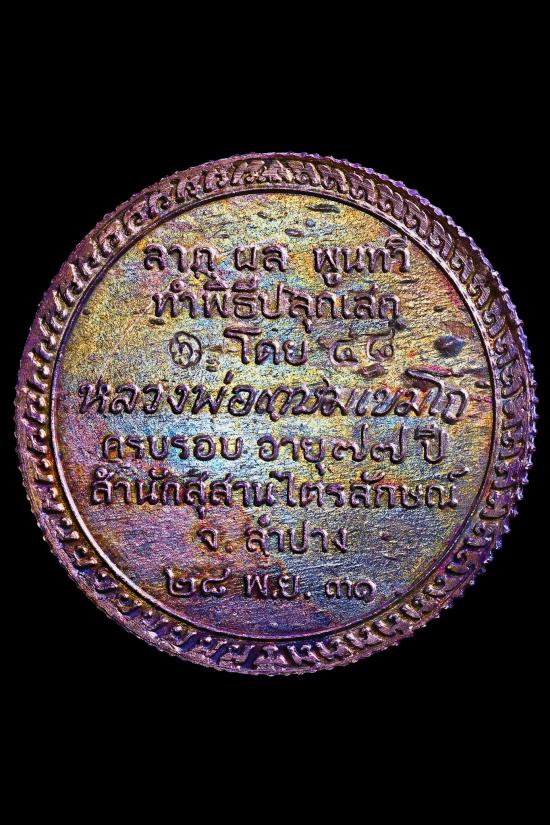 ลาภ ผล พูนทวี
ทำพิธีปลุกเสก
โดย
หลวงพ่อเกษมเขมโก
ครบรอบ อายุ ๗๗ ปี
สำนักสุสานไตรลักษณ์
จ. ลำปาง
๒๘ พ.ย. ๓๑